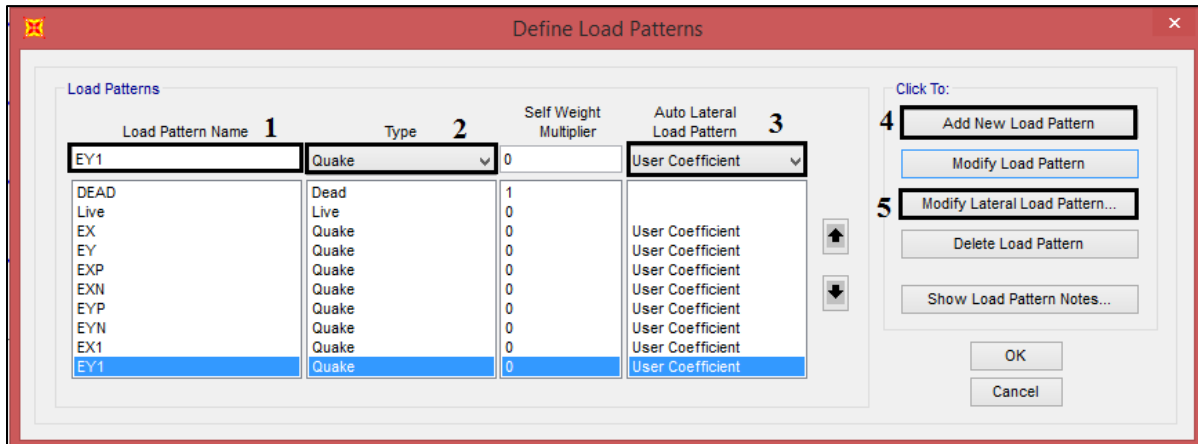 Define Load Patterns
Load Patterns
Click To:
Load Pattern Name 1
Type 2
Self Weight
Multiplier
Auto Lateral
Load Pattern 3
EY1 Quake 0 User Coefficient
DEAD Dead 1
Live Live 0
EX Quake 0 User Coefficient
EY Quake 0 User Coefficient
EXP Quake 0 User Coefficient
EXN Quake 0 User Coefficient
EYP Quake 0 User Coefficient
EYN Quake 0 User Coefficient
EX1 Quake 0 User Coefficient
EY1 Quake 0 User Coefficient
4 Add New Load Pattern
Modify Load Pattern
5 Modify Lateral Load Pattern...
Delete Load Pattern
Show Load Pattern Notes...
OK
Cancel